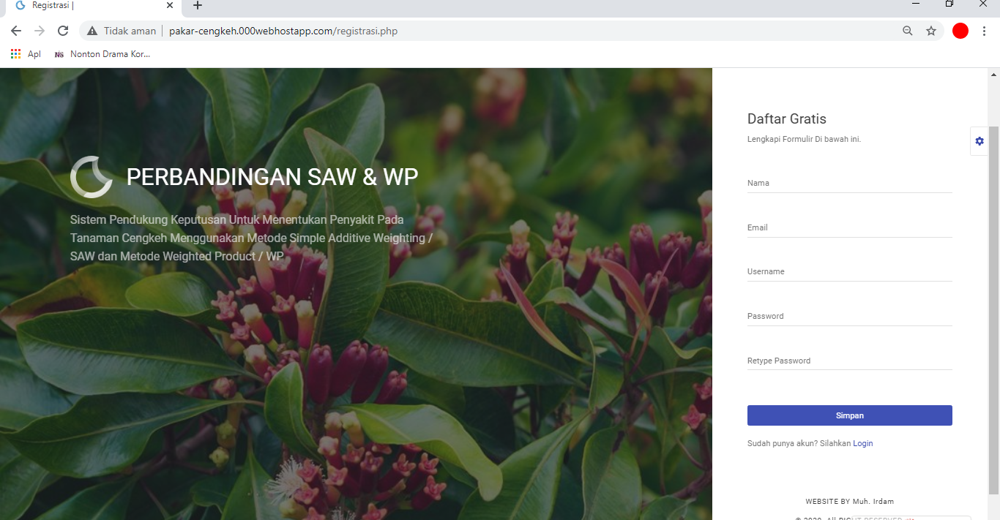 Registrasi |
Tidak aman
pakar-cengkeh.000webhostapp.com/registrasi.php
Apl
Nonton Drama Kor...
PERBANDINGAN SAW & WP
Sistem Pendukung Keputusan Untuk Menentukan Penyakit Pada
Tanaman Cengkeh Menggunakan Metode Simple Additive Weighting /
SAW dan Metode Weighted Product / WP
Daftar Gratis
Lengkapi Formulir Di bawah ini.
Nama
Email
Username
Password
Retype Password
Simpan
Sudah punya akun? Silahkan Login
WEBSITE BY Muh. Irdam
© 2020. All RIGHT RESERVED